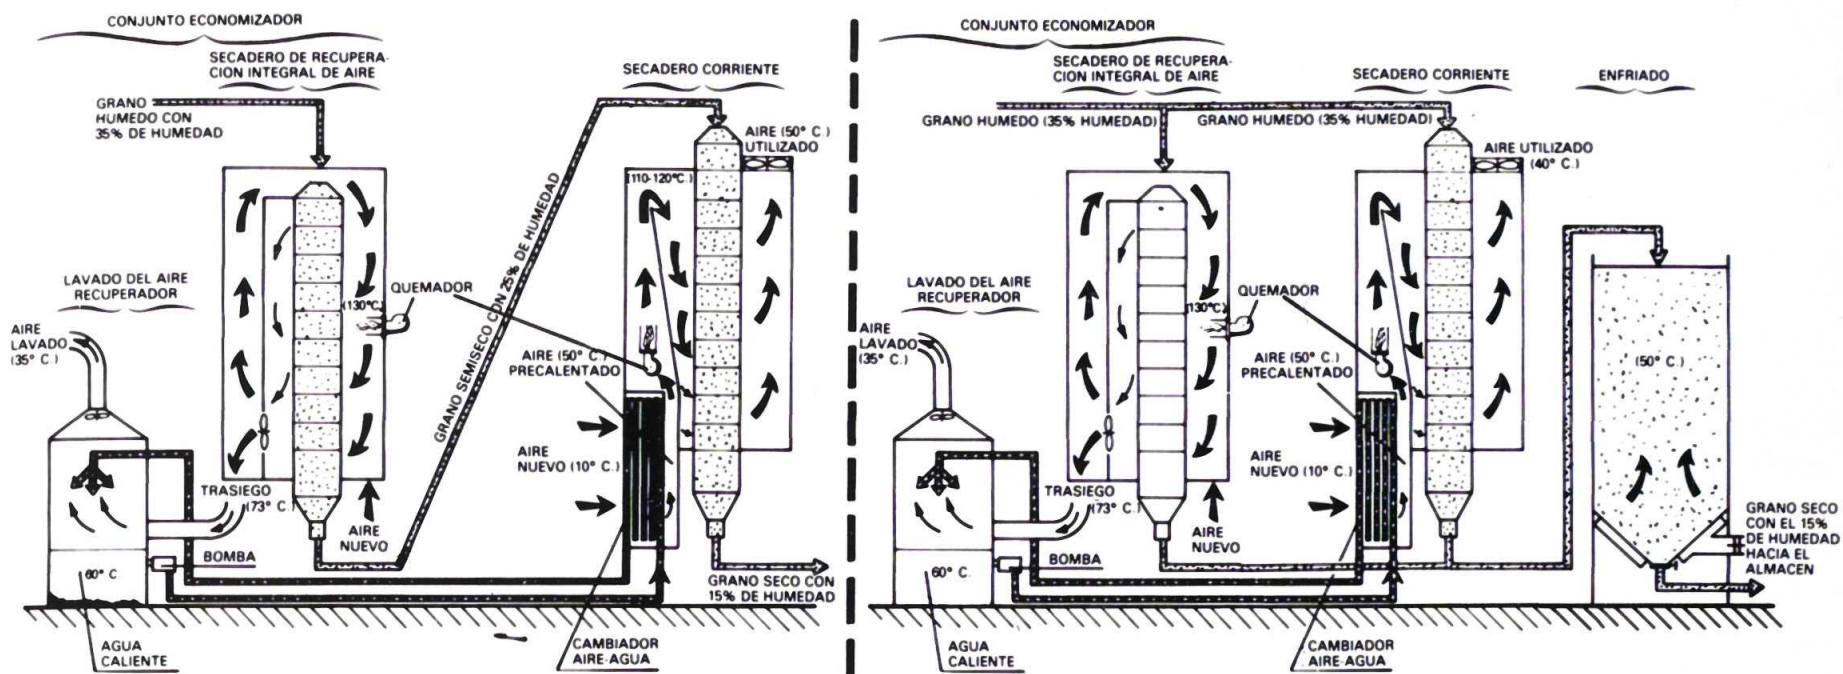 CONJUNTO ECONOMIZADOR
SECADERO DE RECUPERA-
CION INTEGRAL DE AIRE
SECADERO CORRIENTE
GRANO
HUMEDO CON
35% DE HUMEDAD
AIRE (50° C.)
UTILIZADO
(110-120°C.)
GRANO SEMISECO CON 25% DE HUMEDAD
LAVADO DEL AIRE
RECUPERADOR
QUEMADOR
(130°C.)
AIRE
LAVADO
(35° C.)
AIRE (50° C.)
PRECALENTADO
AIRE
NUEVO (10° C.)
TRASIEGO
(73° C.)
AIRE
NUEVO
BOMBA
60° C.
GRANO SECO CON
15% DE HUMEDAD
AGUA
CALIENTE
CAMBIADOR
AIRE-AGUA
CONJUNTO ECONOMIZADOR
SECADERO DE RECUPERA-
CION INTEGRAL DE AIRE
SECADERO CORRIENTE
ENFRIADO
GRANO HUMEDO (35% HUMEDAD)
GRANO HUMEDO (35% HUMEDAD)
AIRE UTILIZADO
(40° C.)
LAVADO DEL AIRE
RECUPERADOR
QUEMADOR
(130°C.)
AIRE
LAVADO
(35° C.)
AIRE (50° C.)
PRECALENTADO
(50° C.)
AIRE
NUEVO (10° C.)
TRASIEGO
(73° C.)
AIRE
NUEVO
BOMBA
60° C.
GRANO SECO
CON EL 15%
DE HUMEDAD
HACIA EL
ALMACEN
AGUA
CALIENTE
CAMBIADOR
AIRE-AGUA